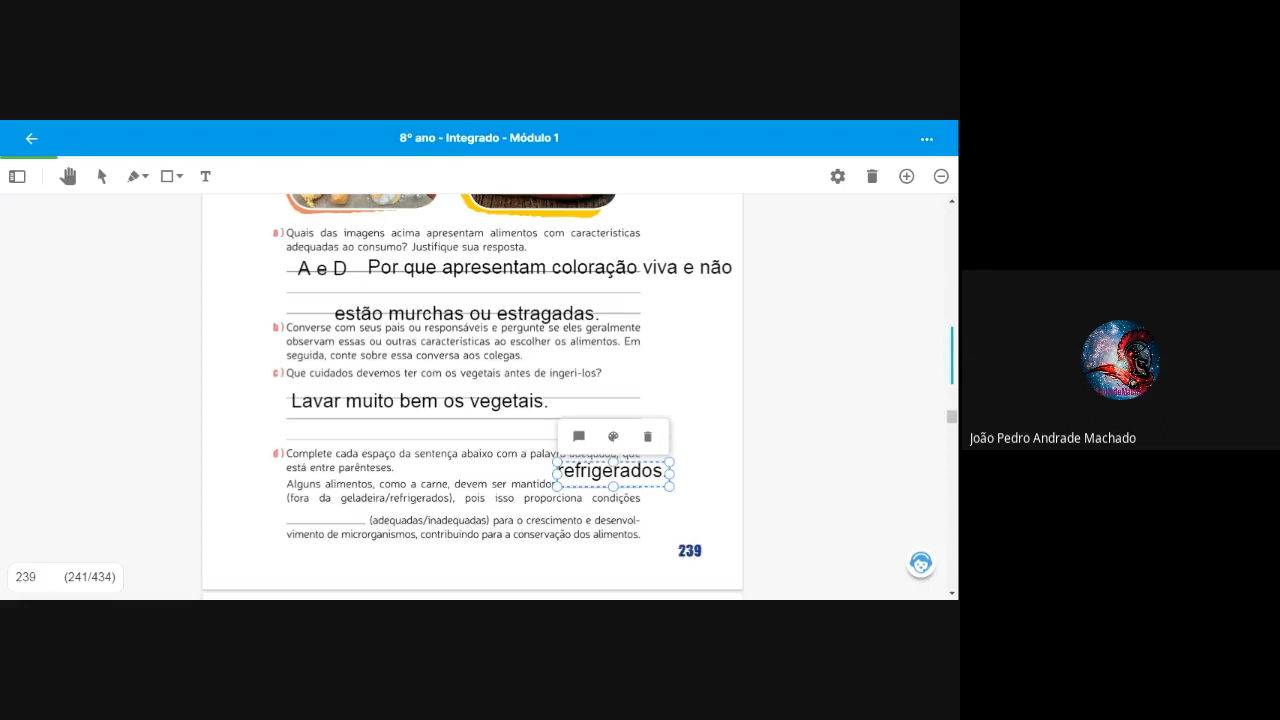 8º ano - Integrado - Módulo 1
a) Quais das imagens acima apresentam alimentos com características
adequadas ao consumo? Justifique sua resposta.
A e D Por que apresentam coloração viva e não
estão murchas ou estragadas.
b) Converse com seus pais ou responsáveis e pergunte se eles geralmente
observam essas ou outras características ao escolher os alimentos. Em
seguida, conte sobre essa conversa aos colegas.
c) Que cuidados devemos ter com os vegetais antes de ingeri-los?
Lavar muito bem os vegetais.
d) Complete cada espaço da sentença abaixo com a palavra adequada, que
está entre parênteses.
refrigerados.
Alguns alimentos, como a carne, devem ser mantidos
(fora da geladeira/refrigerados), pois isso proporciona condições
(adequadas/inadequadas) para o crescimento e desenvol-
vimento de microrganismos, contribuindo para a conservação dos alimentos.
239
239 (241/434)
João Pedro Andrade Machado